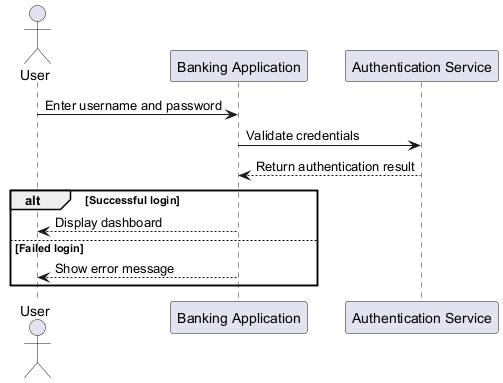 User
Banking Application
Authentication Service
Enter username and password
Validate credentials
Return authentication result
alt
[Successful login]
Display dashboard
[Failed login]
Show error message
User
Banking Application
Authentication Service